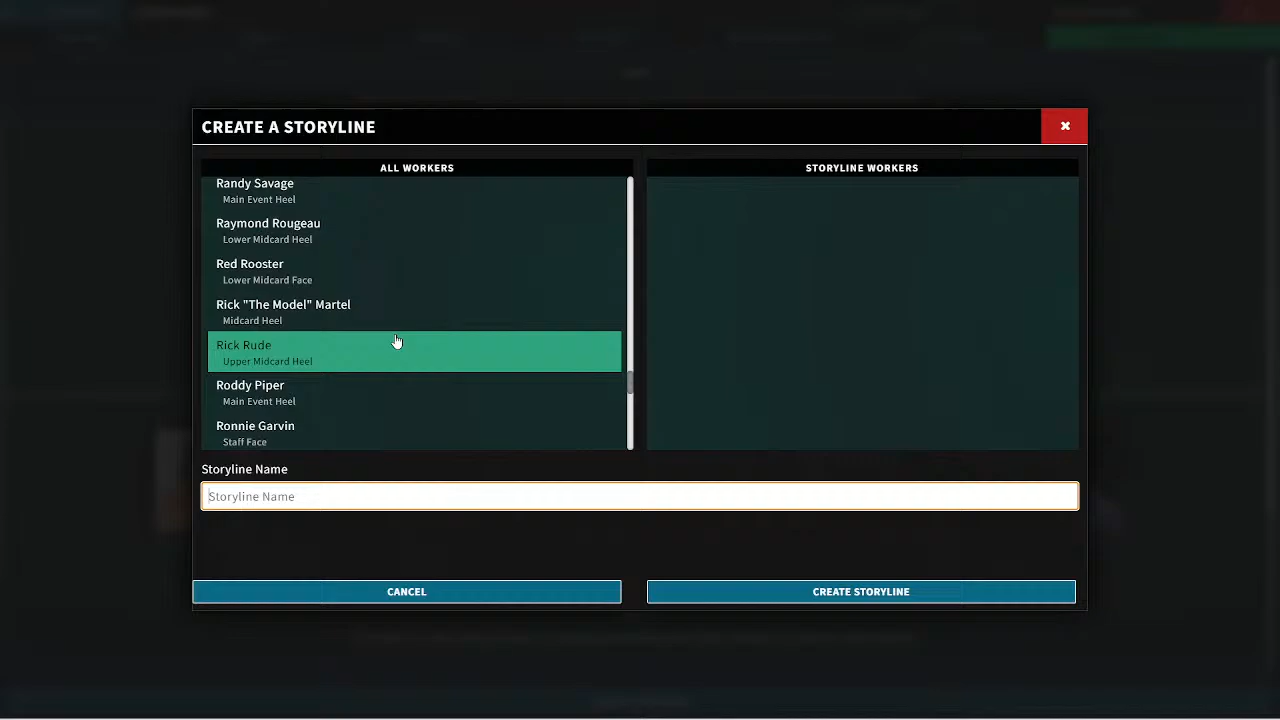 CREATE A STORYLINE
✖
ALL WORKERS
Randy Savage
Main Event Heel
Raymond Rougeau
Lower Midcard Heel
Red Rooster
Lower Midcard Face
Rick "The Model" Martel
Midcard Heel
Rick Rude
Upper Midcard Heel
Roddy Piper
Main Event Heel
Ronnie Garvin
Staff Face
STORYLINE WORKERS
Storyline Name
Storyline Name
CANCEL
CREATE STORYLINE